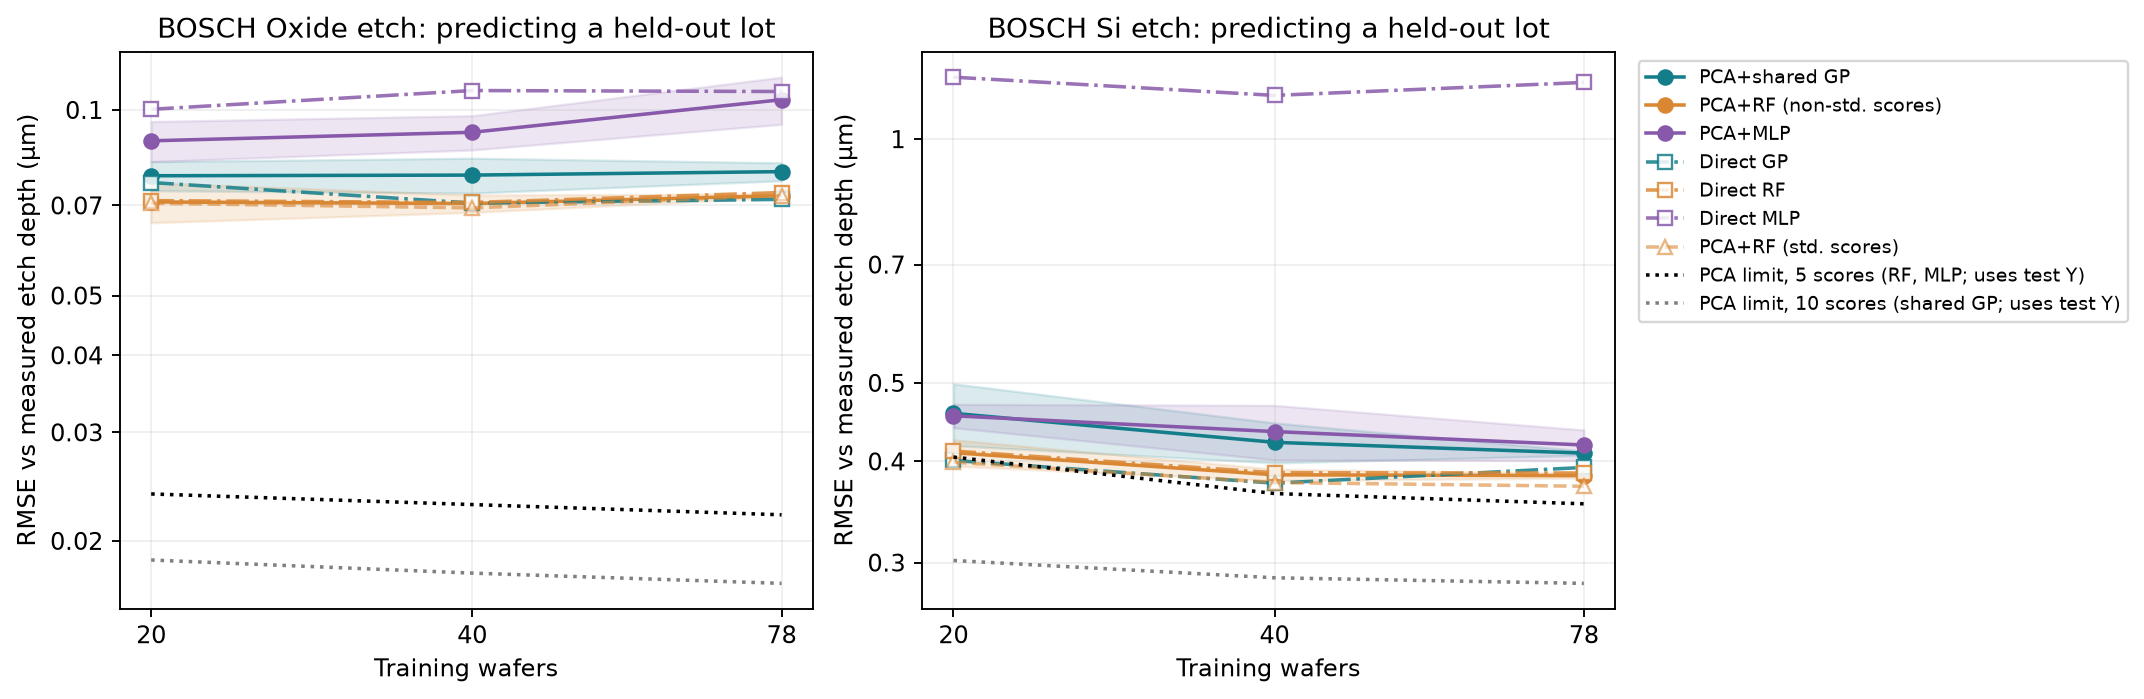 BOSCH Oxide etch: predicting a held-out lot
RMSE vs measured etch depth (µm)
0.1
0.07
0.05
0.04
0.03
0.02
20
40
78
Training wafers
BOSCH Si etch: predicting a held-out lot
RMSE vs measured etch depth (µm)
1
0.7
0.5
0.4
0.3
20
40
78
Training wafers
PCA+shared GP
PCA+RF (non-std. scores)
PCA+MLP
Direct GP
Direct RF
Direct MLP
PCA+RF (std. scores)
PCA limit, 5 scores (RF, MLP; uses test Y)
PCA limit, 10 scores (shared GP; uses test Y)